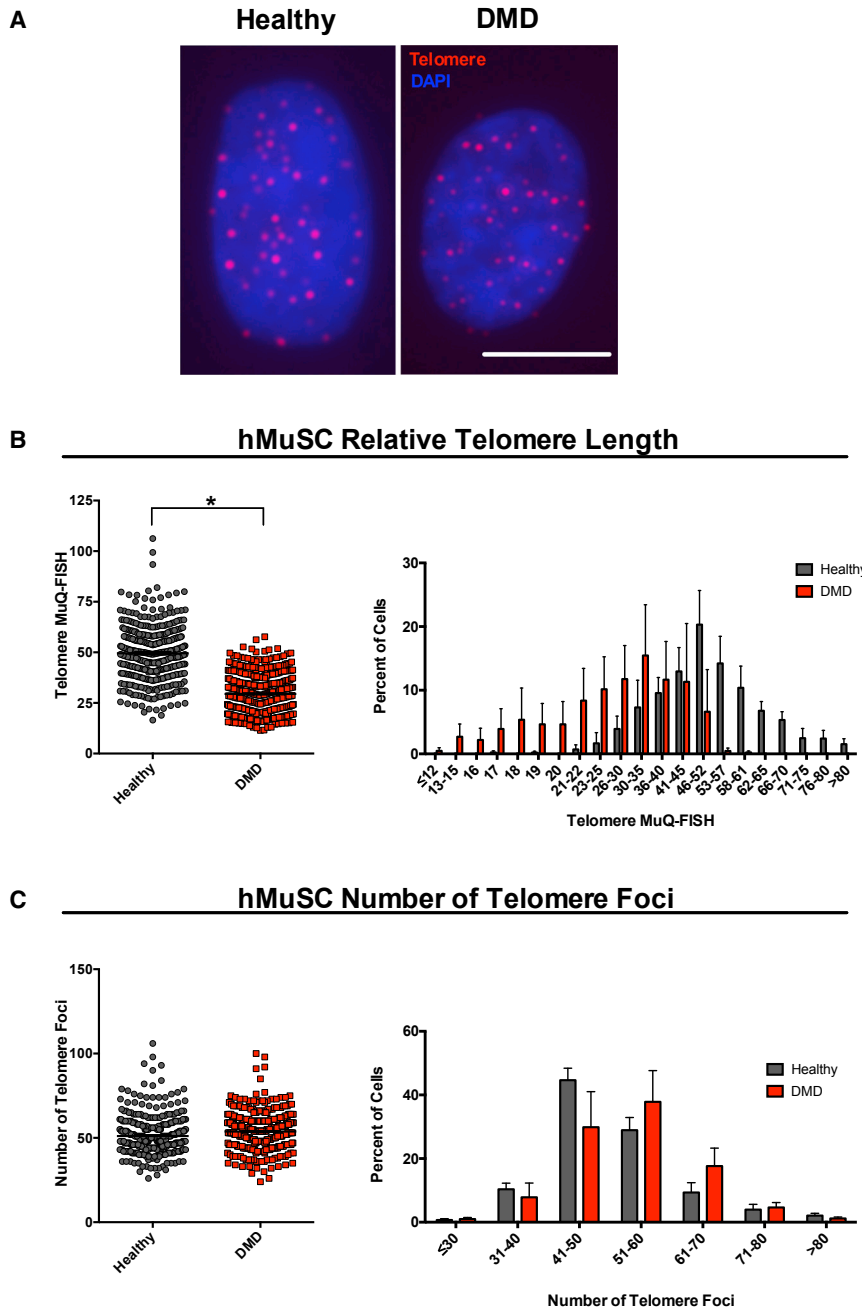 A
Healthy
DMD
Telomere
DAPI
B
hMuSC Relative Telomere Length
Telomere MuQ-FISH
125
100
75
50
25
0
*
Healthy
DMD
Percent of Cells
30
20
10
0
Healthy
DMD
≤12
13-15
16
17
18
19
20
21-22
23-25
26-30
30-35
36-40
41-45
46-52
53-57
58-61
62-65
66-70
71-75
76-80
>80
Telomere MuQ-FISH
C
hMuSC Number of Telomere Foci
Number of Telomere Foci
150
100
50
0
Healthy
DMD
Percent of Cells
60
40
20
0
Healthy
DMD
≤30
31-40
41-50
51-60
61-70
71-80
>80
Number of Telomere Foci